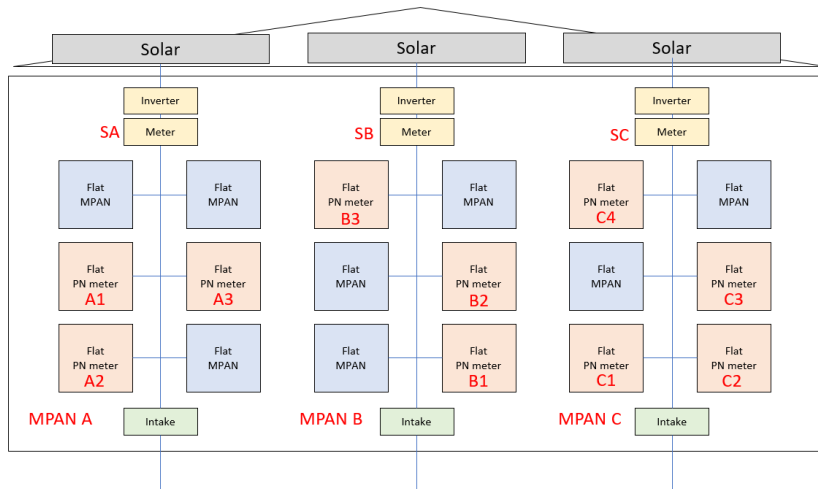 Solar
Solar
Solar
Inverter
Inverter
Inverter
SA
Meter
SB
Meter
SC
Meter
Flat
MPAN
Flat
MPAN
Flat
PN meter
B3
Flat
MPAN
Flat
PN meter
C4
Flat
MPAN
Flat
PN meter
A1
Flat
PN meter
A3
Flat
MPAN
Flat
PN meter
B2
Flat
MPAN
Flat
PN meter
C3
Flat
PN meter
A2
Flat
MPAN
Flat
MPAN
Flat
PN meter
B1
Flat
PN meter
C1
Flat
PN meter
C2
MPAN A
Intake
MPAN B
Intake
MPAN C
Intake